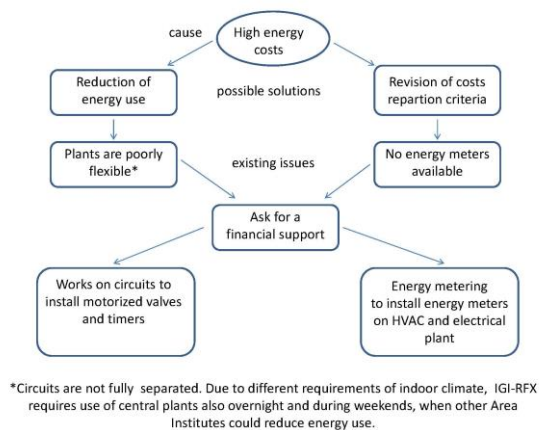 cause
High energy
costs
Reduction of
energy use
possible solutions
Revision of costs
repartion criteria
Plants are poorly
flexible*
existing issues
No energy meters
available
Ask for a
financial support
Works on circuits to
install motorized valves
and timers
Energy metering
to install energy meters
on HVAC and electrical
plant
*Circuits are not fully separated. Due to different requirements of indoor climate, IGI-RFX
requires use of central plants also overnight and during weekends, when other Area
Institutes could reduce energy use.